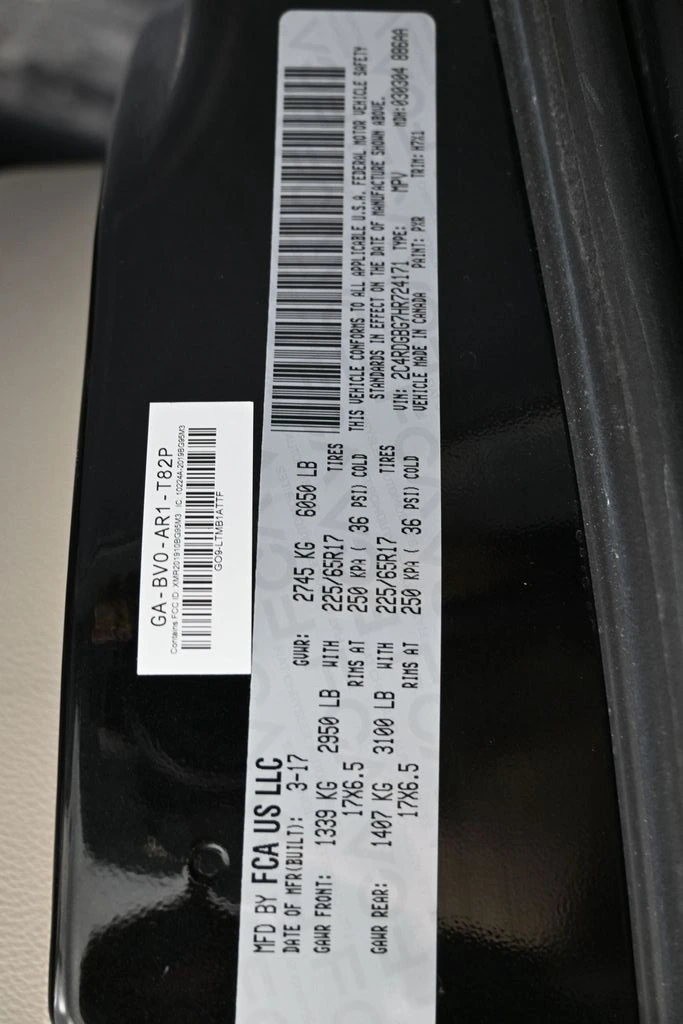 GA-BV0-AR1-T82P
Contains FCC ID: XMR201910BG95M3 IC: 10224A-2019BG95M3
GO9-LTMB1ATTF
MFD BY FCA US LLC
DATE OF MFR(BUILT): 3-17 GVWR: 2745 KG 6050 LB
GAWR FRONT: 1339 KG 2950 LB WITH 225/65R17 TIRES
17X6.5 RIMS AT 250 KPA ( 36 PSI) COLD
GAWR REAR: 1407 KG 3100 LB WITH 225/65R17 TIRES
17X6.5 RIMS AT 250 KPA ( 36 PSI) COLD
THIS VEHICLE CONFORMS TO ALL APPLICABLE U.S.A. FEDERAL MOTOR VEHICLE SAFETY
STANDARDS IN EFFECT ON THE DATE OF MANUFACTURE SHOWN ABOVE.
VIN: 2C4RDGBG7HR724171 TYPE: MPV MDH:030304 886AA
VEHICLE MADE IN CANADA PAINT: PXR TRIM: H7X1